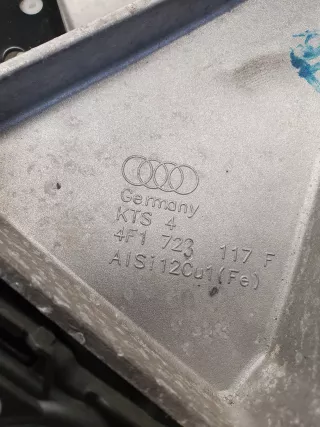 Germany
KTS 4
4F1 723 117 F
AlSi12Cu1(Fe)